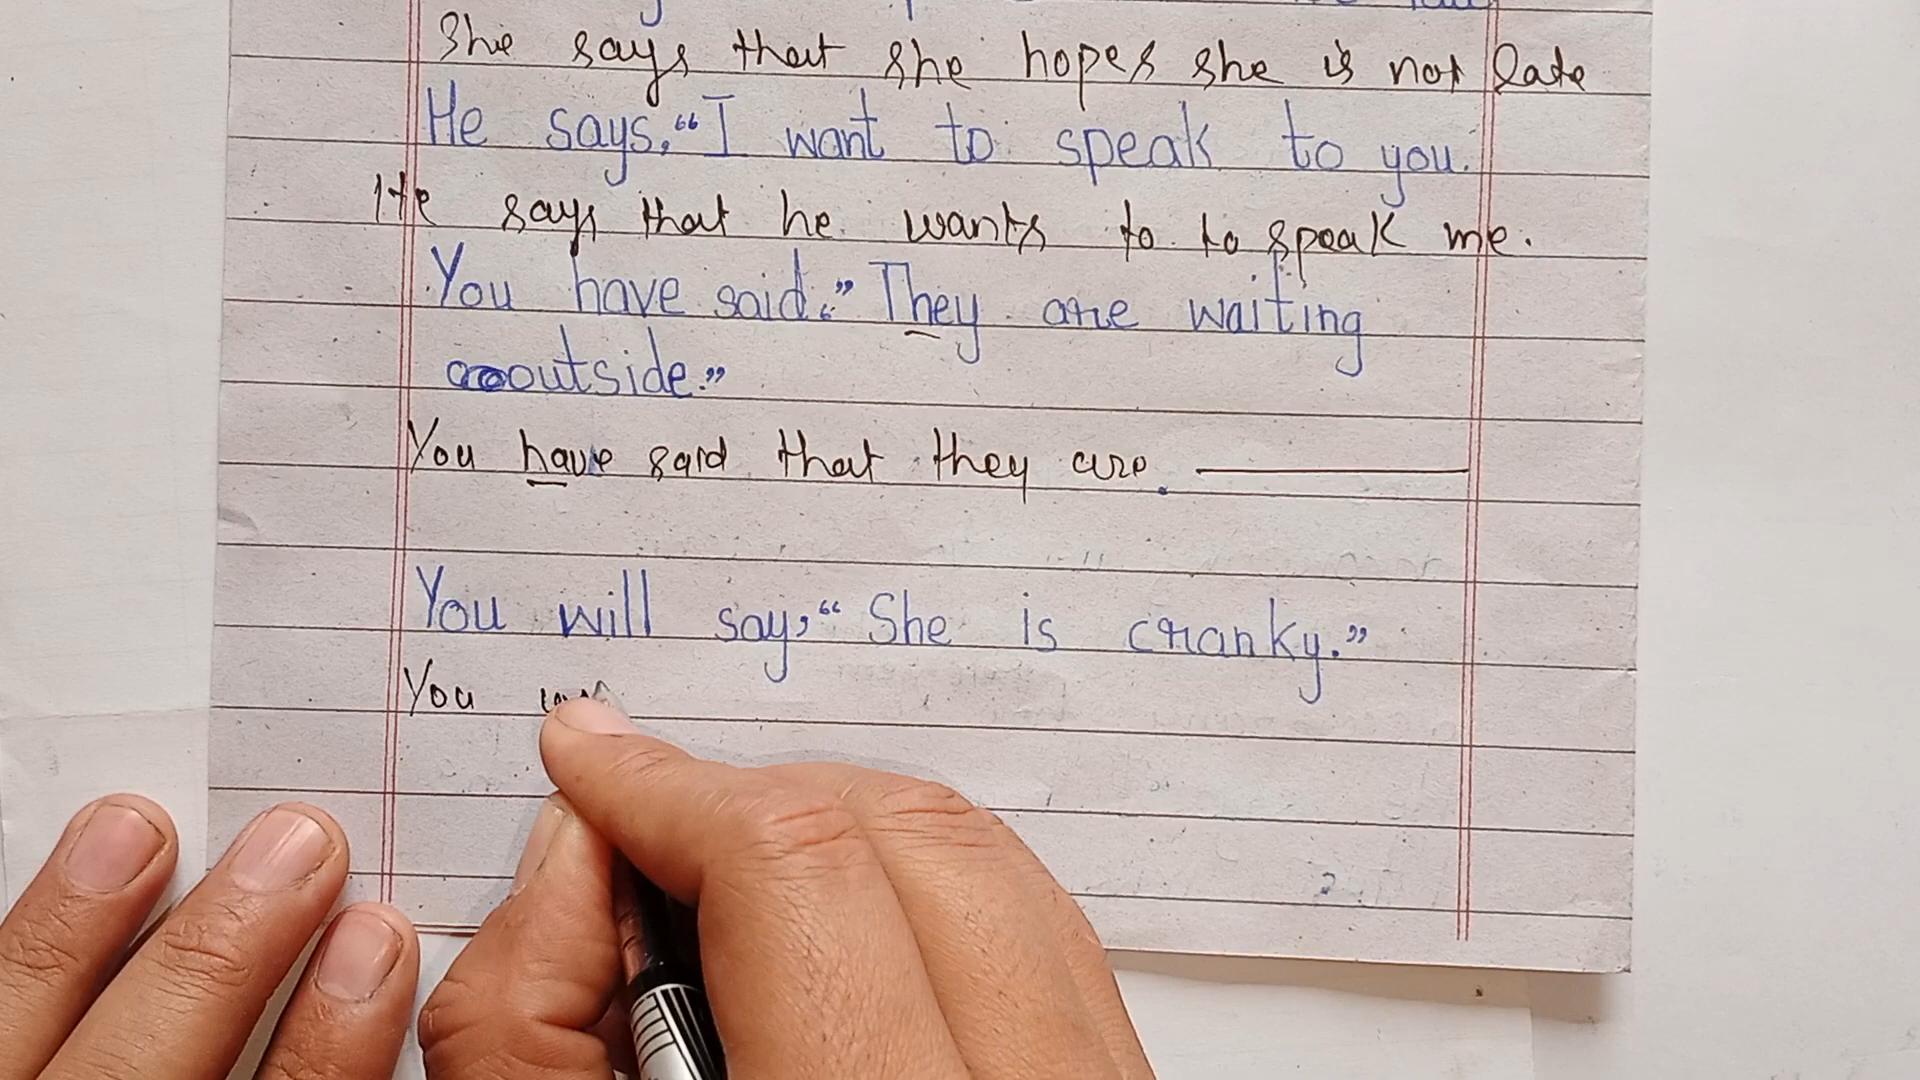 She says that she hopes she is not late
He says, “I want to speak to you.
He says that he wants to to speak me.
You have said, ” They are waiting
outside.”
You have said that they are
You will say, “ She is cranky.”
You